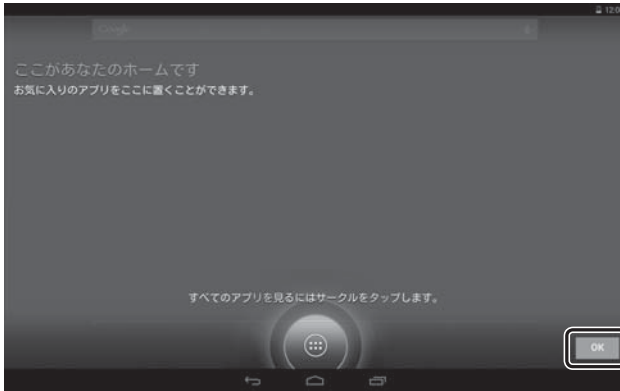 12:0
Google
ここがあなたのホームです
お気に入りのアプリをここに置くことができます。
すべてのアプリを見るにはサークルをタップします。
OK